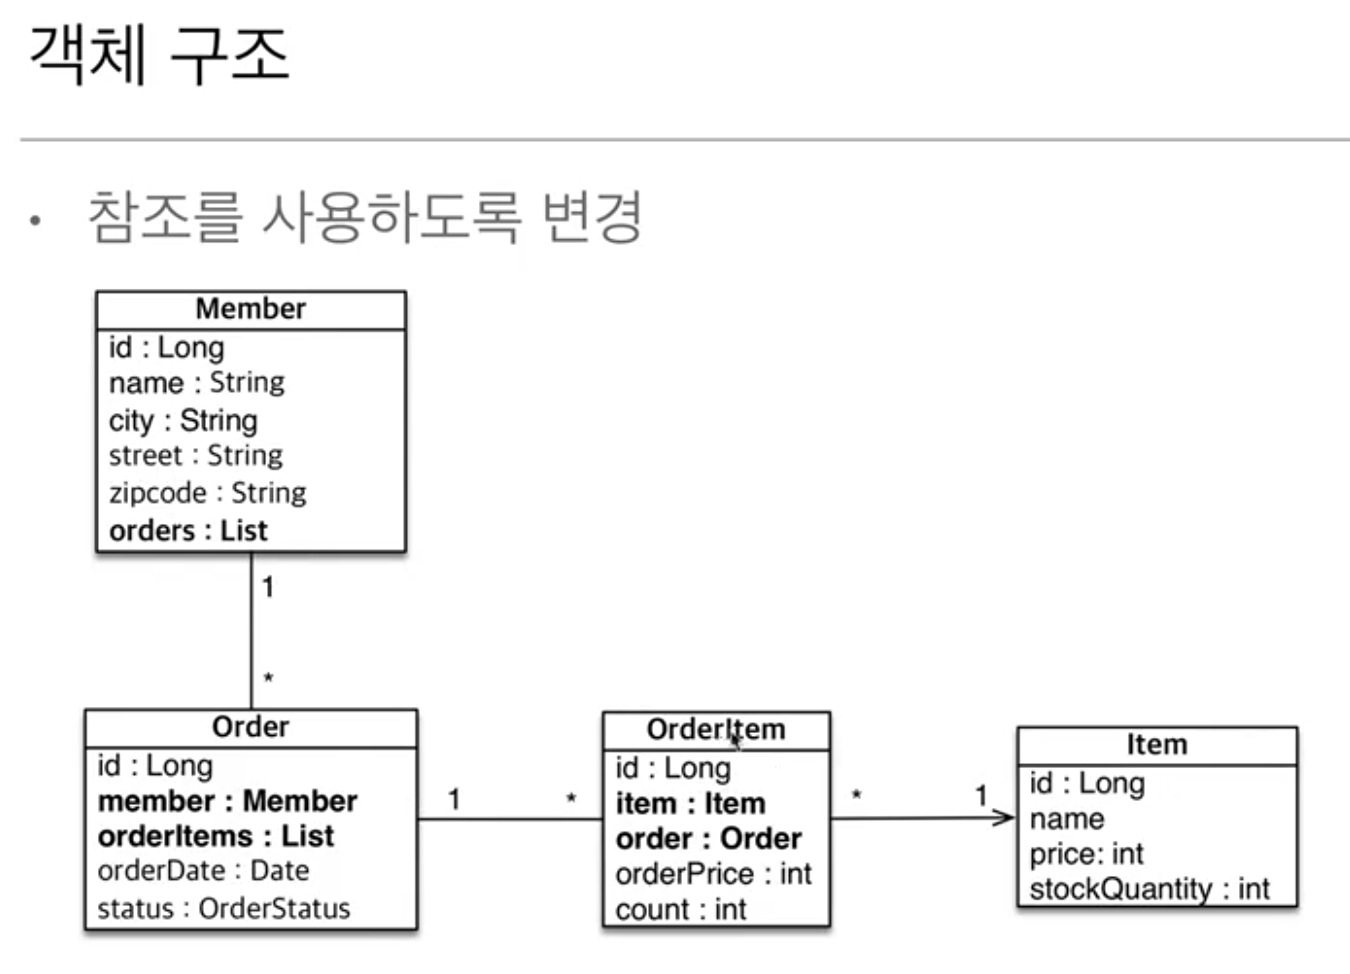 객체 구조
• 참조를 사용하도록 변경
Member
id : Long
name : String
city : String
street : String
zipcode : String
orders : List
1
*
Order
id : Long
member : Member
orderItems : List
orderDate : Date
status : OrderStatus
1
*
OrderItem
id : Long
item : Item
order : Order
orderPrice : int
count : int
*
1
Item
id : Long
name
price: int
stockQuantity : int